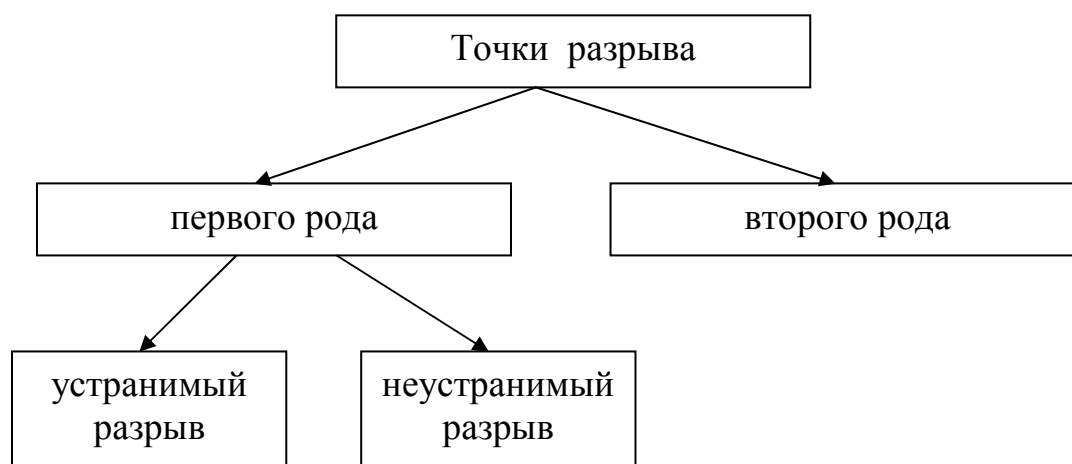 Точки разрыва
первого рода
второго рода
устранимый
разрыв
неустранимый
разрыв